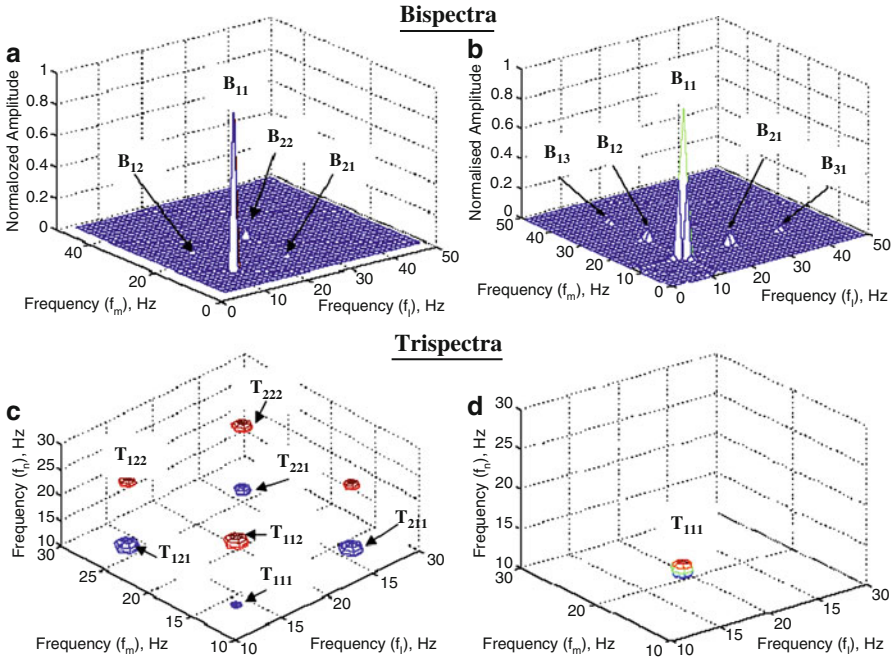 Bispectra
a
b
Normalozed Amplitude
1
0.8
0.6
0.4
0.2
0
B11
B22
B12
B21
40
20
0
0
10
20
30
40
50
Frequency (fm), Hz
Frequency (fl), Hz
Normalised Amplitude
1
0.8
0.6
0.4
0.2
0
B11
B13
B12
B21
B31
50
40
30
20
10
0
0
10
20
30
40
50
Frequency (fm), Hz
Frequency (fl), Hz
Trispectra
c
d
Frequency (fn), Hz
30
25
20
15
10
T222
T122
T221
T121
T112
T211
T111
30
25
20
15
10
10
15
20
25
30
Frequency (fm), Hz
Frequency (fl), Hz
Frequency (fn), Hz
30
25
20
15
10
T111
30
20
10
10
15
20
25
30
Frequency (fm), Hz
Frequency (fl), Hz